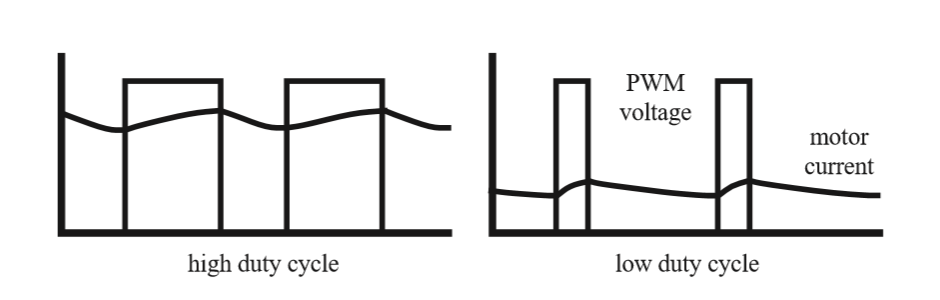 PWM
voltage
motor
current
high duty cycle
low duty cycle